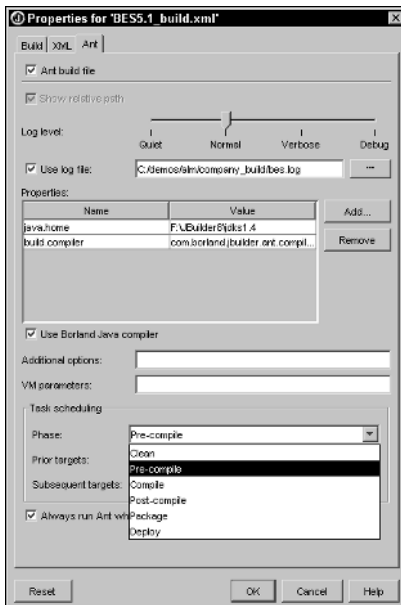 Properties for 'BES5.1_build.xml'
Build XML Ant
Ant build file
Show relative path
Log level:
Quiet Normal Verbose Debug
Use log file: C:/demos/alm/company_build/bes.log ...
Properties:
Name Value Add...
java.home F:\JBuilder8\jdk1.4
build.compiler com.borland.jbuilder.ant.compil... Remove
Use Borland Java compiler
Additional options:
VM parameters:
Task scheduling
Phase: Pre-compile
Clean
Prior targets: Pre-compile
Subsequent targets: Compile
Post-compile
Always run Ant wh Package
Deploy
Reset OK Cancel Help